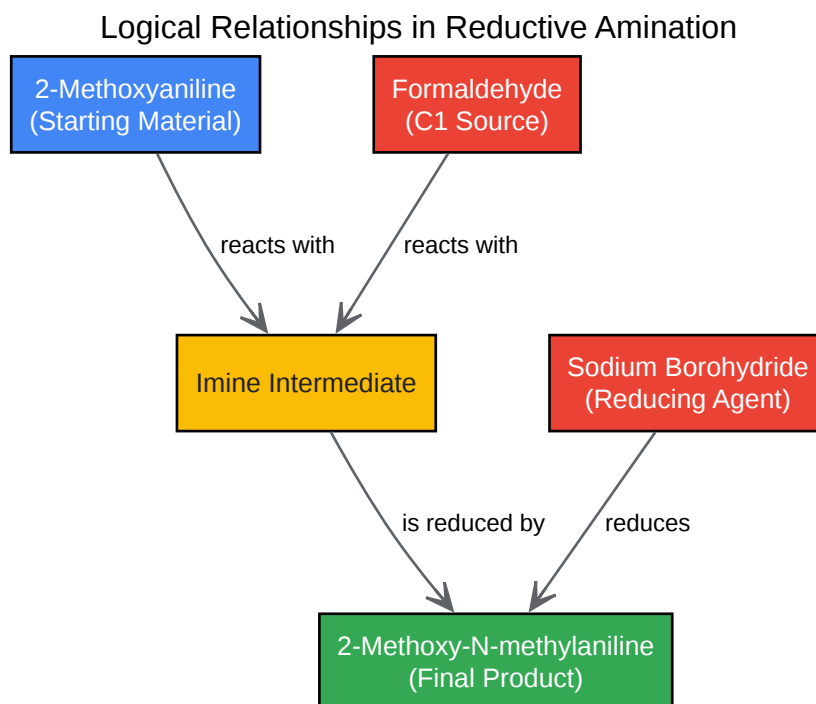 Logical Relationships in Reductive Amination
2-Methoxyaniline
(Starting Material)
Formaldehyde
(C1 Source)
reacts with
reacts with
Imine Intermediate
Sodium Borohydride
(Reducing Agent)
is reduced by
reduces
2-Methoxy-N-methylaniline
(Final Product)